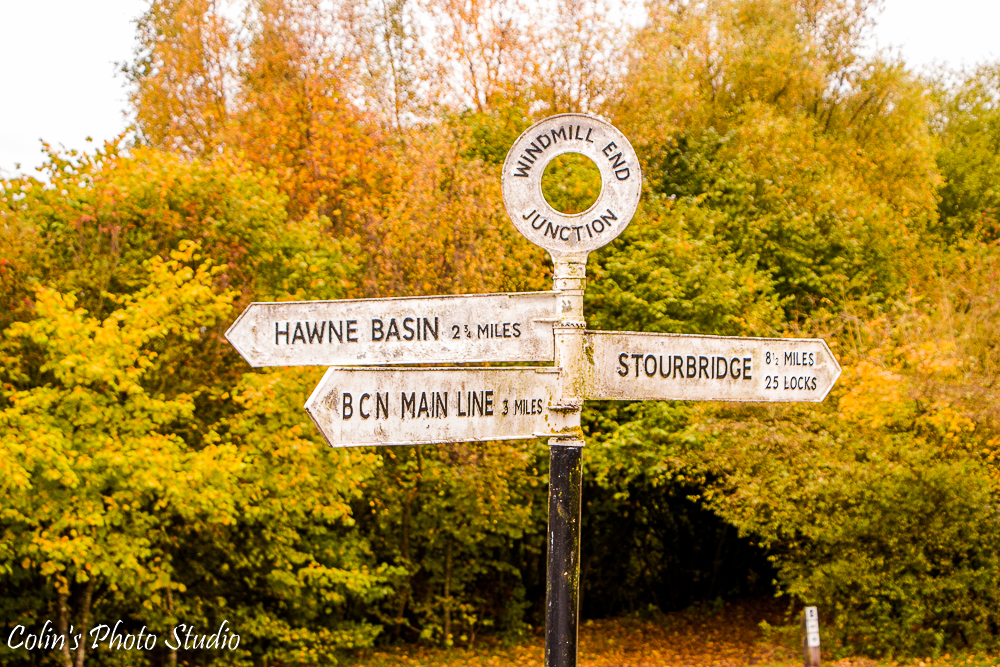 WINDMILL END
JUNCTION
HAWNE BASIN 2¾ MILES
STOURBRIDGE 8½ MILES
25 LOCKS
BCN MAIN LINE 3 MILES
Colin's Photo Studio